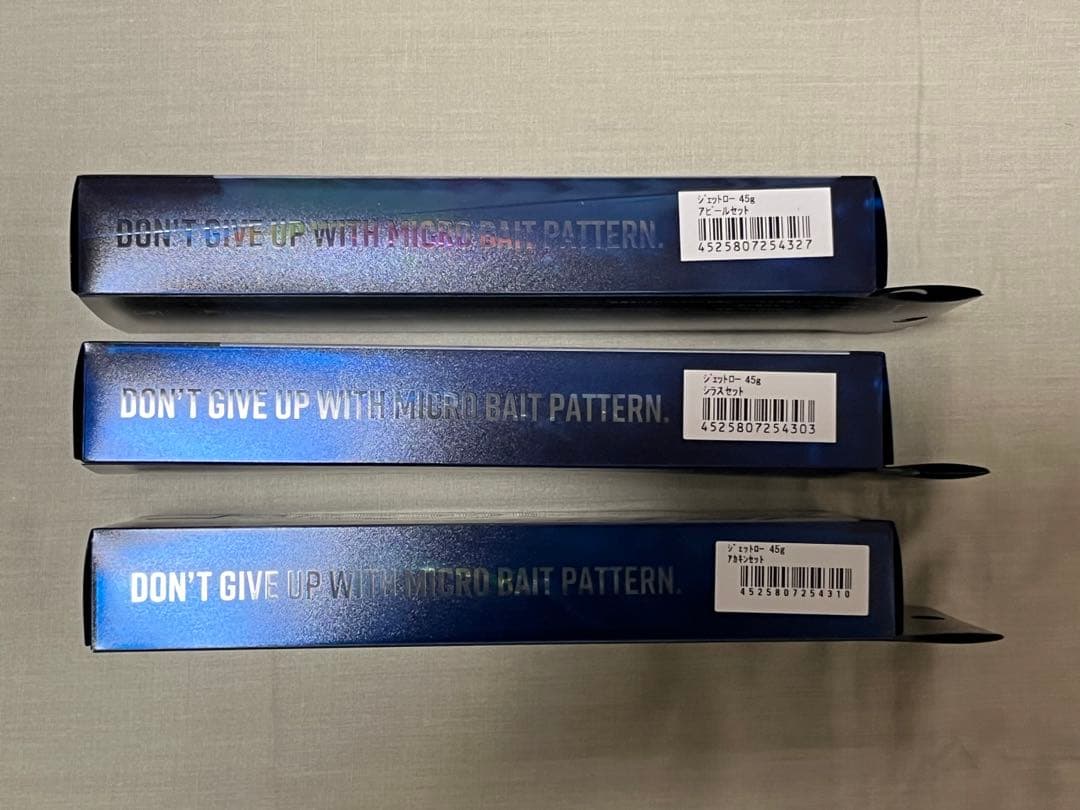 DON'T GIVE UP WITH MICRO BAIT PATTERN.
ジェットロー 45g
アピールセット
4525807254327
DON'T GIVE UP WITH MICRO BAIT PATTERN.
ジェットロー 45g
シラスセット
4525807254303
DON'T GIVE UP WITH MICRO BAIT PATTERN.
ジェットロー 45g
アカキンセット
4525807254310